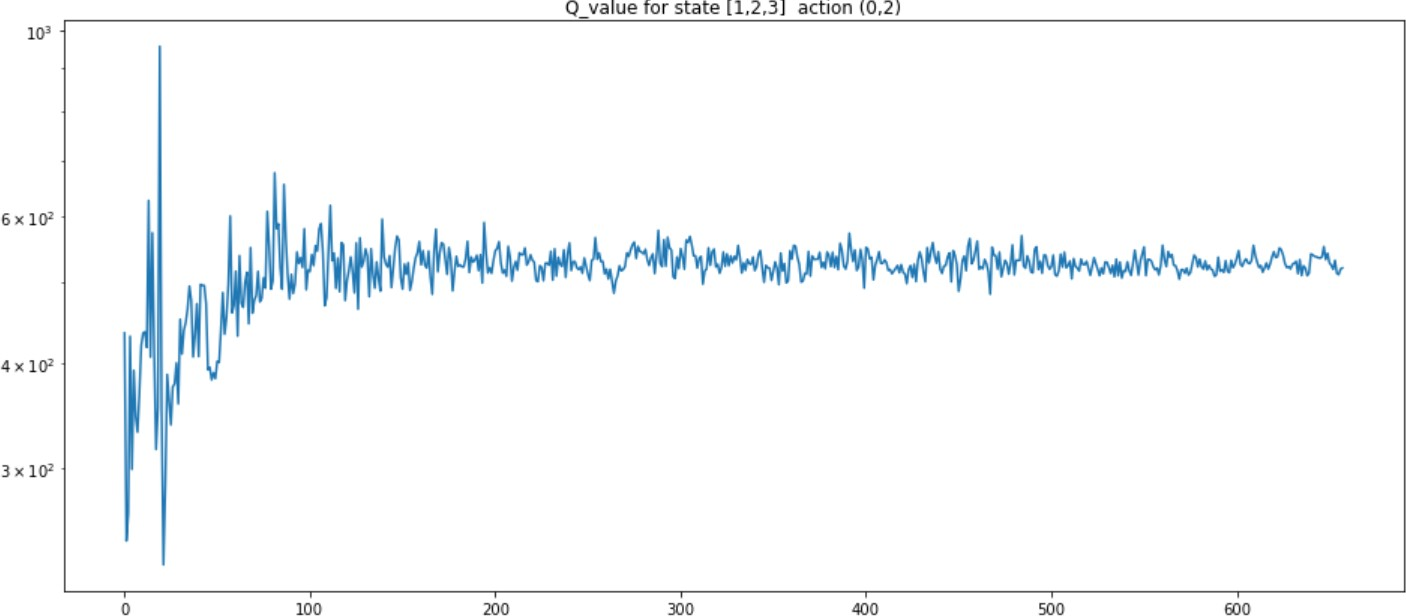 Q_value for state [1,2,3]  action (0,2)
10³
6 × 10²
4 × 10²
3 × 10²
0 100 200 300 400 500 600